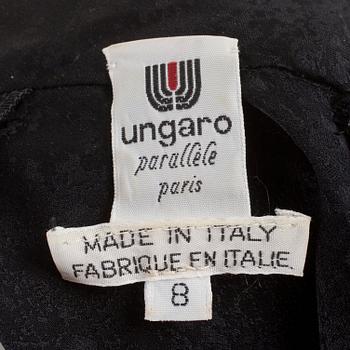 ungaro
parallèle
paris
MADE IN ITALY
FABRIQUE EN ITALIE
8